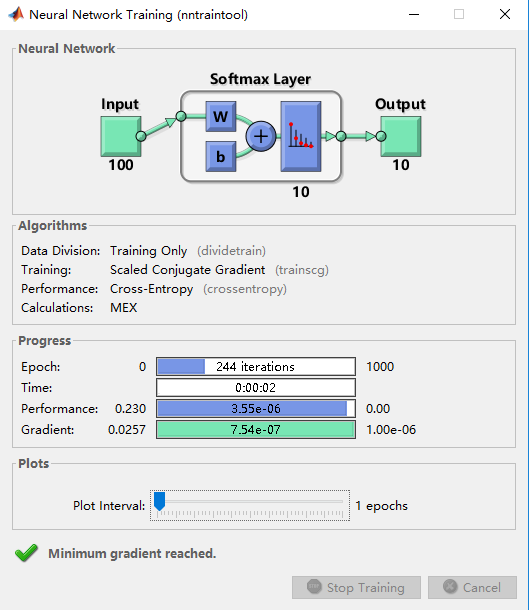 Neural Network Training (nntraintool)
Neural Network
Softmax Layer
Input
Output
W
b
+
100
10
10
Algorithms
Data Division: Training Only (dividetrain)
Training: Scaled Conjugate Gradient (trainscg)
Performance: Cross-Entropy (crossentropy)
Calculations: MEX
Progress
Epoch: 0 244 iterations 1000
Time: 0:00:02
Performance: 0.230 3.55e-06 0.00
Gradient: 0.0257 7.54e-07 1.00e-06
Plots
Plot Interval: 1 epochs
Minimum gradient reached.
Stop Training Cancel